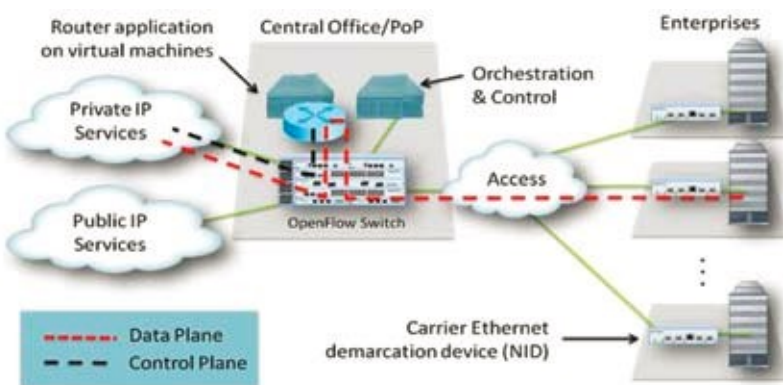 Router application
on virtual machines
Central Office/PoP
Enterprises
Orchestration
& Control
Private IP
Services
Access
OpenFlow Switch
Public IP
Services
Data Plane
Control Plane
Carrier Ethernet
demarcation device (NID)